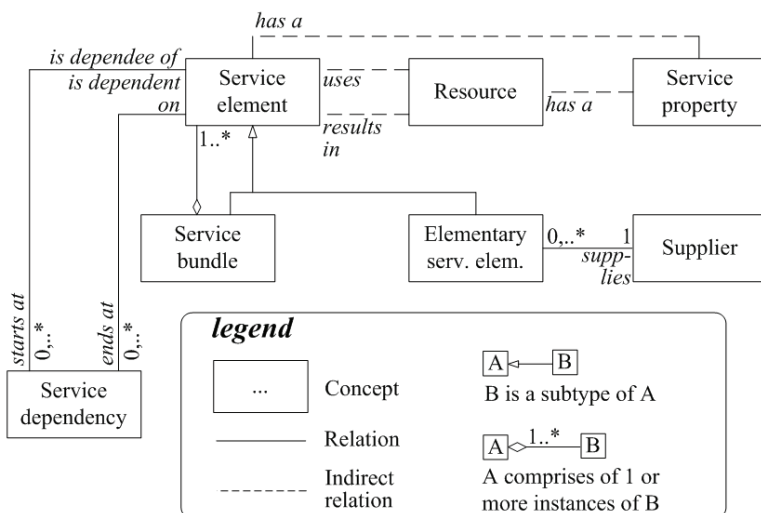 has a
is dependee of
is dependent
on
Service
element
uses
results
in
Resource
has a
Service
property
1..*
Service
bundle
Elementary
serv. elem.
0,..*
1
supp-
lies
Supplier
starts at
0,..*
ends at
0,..*
Service
dependency
legend
...
Concept
Relation
Indirect
relation
A
B
B is a subtype of A
A
1..*
B
A comprises of 1 or
more instances of B